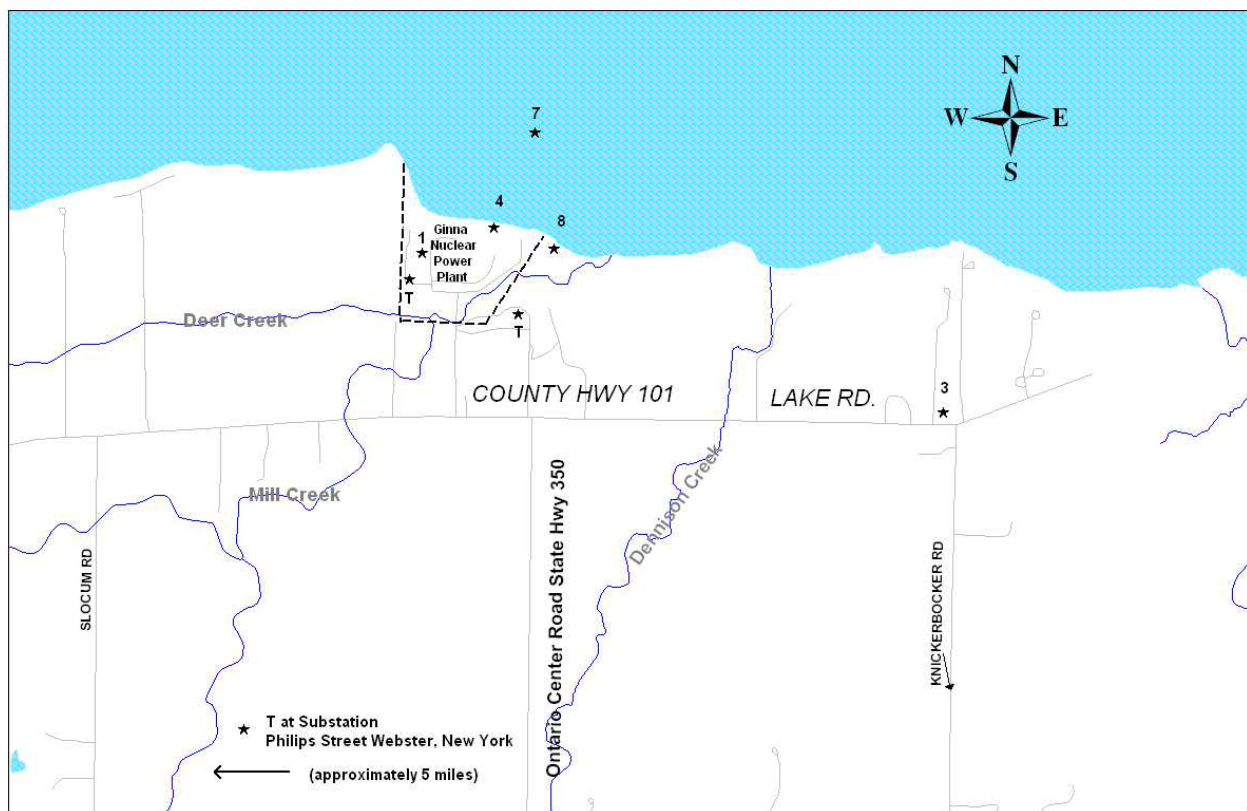 N
W E
S
7
4
8
1
Ginna
Nuclear
Power
Plant
T
T
Deer Creek
COUNTY HWY 101
LAKE RD.
3
Mill Creek
Dennison Creek
Ontario Center Road State Hwy 350
SLOCUM RD
KNICKERBOCKER RD
T at Substation
Philips Street Webster, New York
(approximately 5 miles)